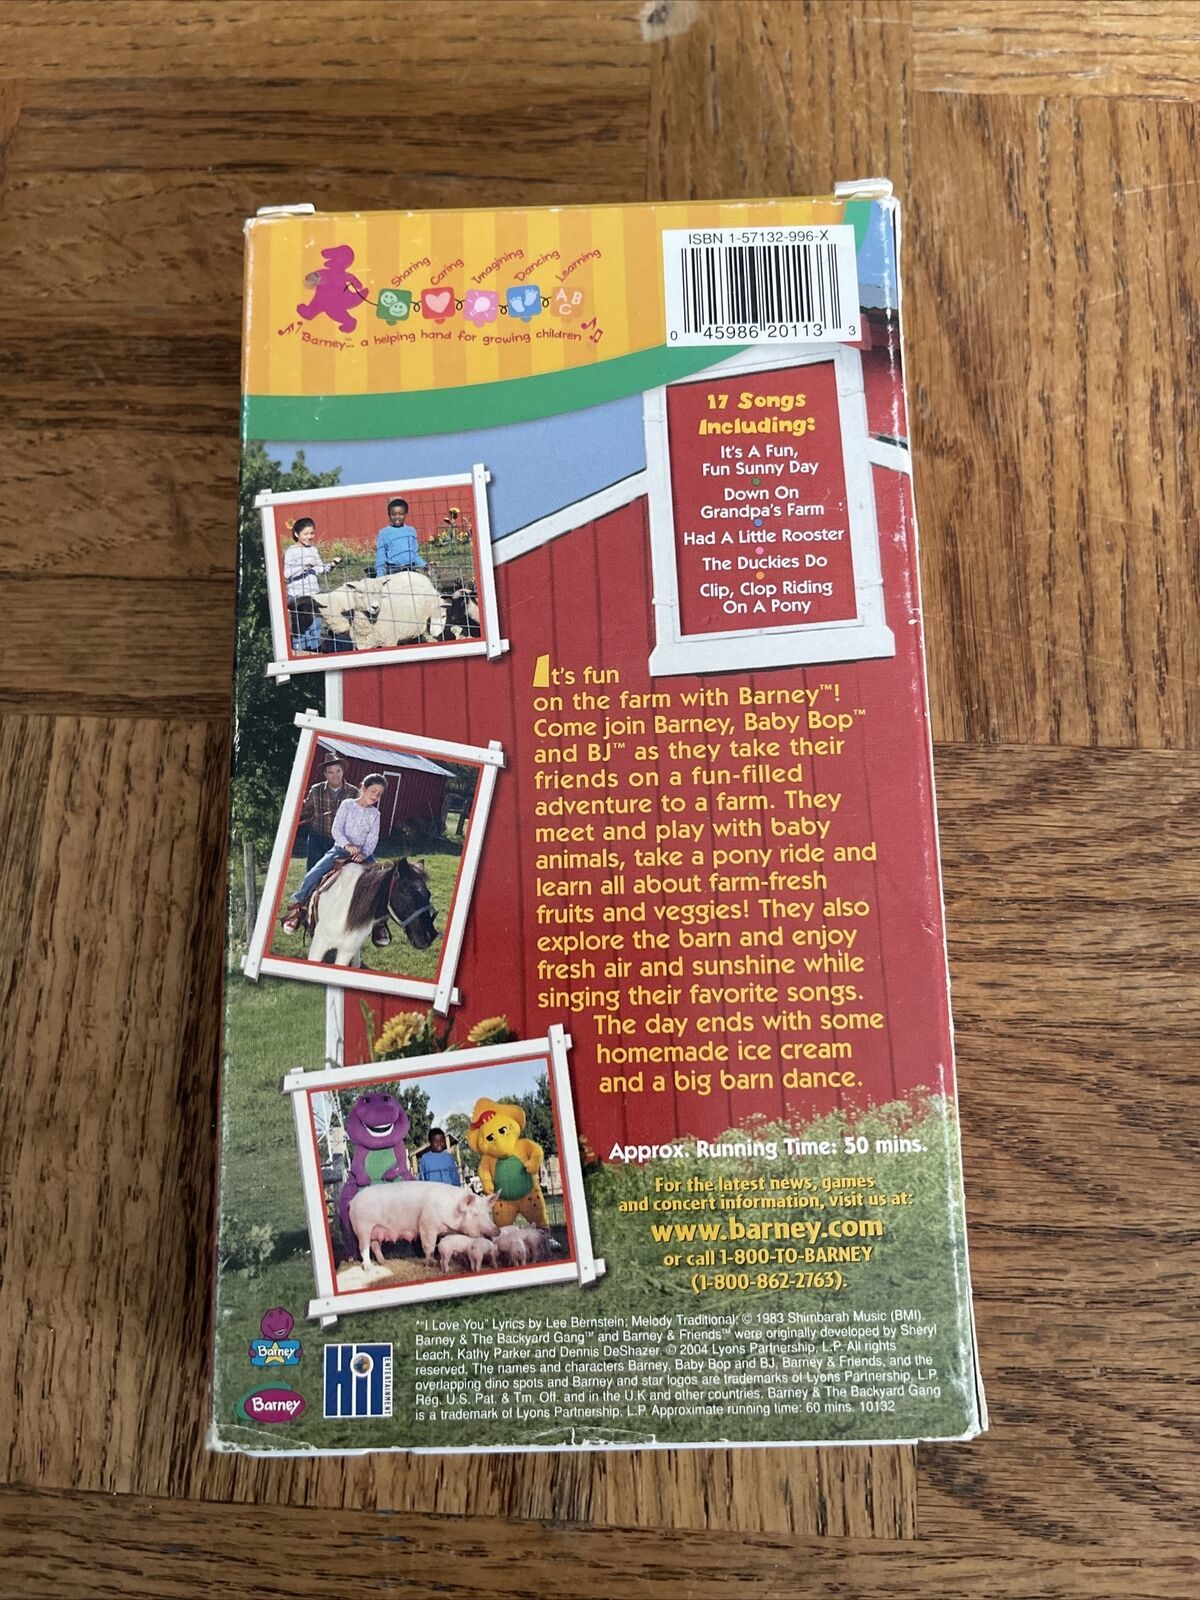 Sharing
Caring
Imagining
Dancing
Learning
A B
C
Barney™... a helping hand for growing children
ISBN 1-57132-996-X
0 45986 20113 3
17 Songs
Including:
It's A Fun,
Fun Sunny Day
Down On
Grandpa's Farm
Had A Little Rooster
The Duckies Do
Clip, Clop Riding
On A Pony
It's fun
on the farm with Barney™!
Come join Barney, Baby Bop™
and BJ™ as they take their
friends on a fun-filled
adventure to a farm. They
meet and play with baby
animals, take a pony ride and
learn all about farm-fresh
fruits and veggies! They also
explore the barn and enjoy
fresh air and sunshine while
singing their favorite songs.
The day ends with some
homemade ice cream
and a big barn dance.
Approx. Running Time: 50 mins.
For the latest news, games
and concert information, visit us at:
www.barney.com
or call 1-800-TO-BARNEY
(1-800-862-2763).
Barney
Barney
HiT
ENTERTAINMENT
*"I Love You" Lyrics by Lee Bernstein; Melody Traditional; © 1983 Shimbarah Music (BMI).
Barney & The Backyard Gang™ and Barney & Friends™ were originally developed by Sheryl
Leach, Kathy Parker and Dennis DeShazer. © 2004 Lyons Partnership, L.P. All rights
reserved. The names and characters Barney, Baby Bop and BJ, Barney & Friends, and the
overlapping dino spots and Barney and star logos are trademarks of Lyons Partnership, L.P.
Reg. U.S. Pat. & Tm. Off. and in the U.K and other countries. Barney & The Backyard Gang
is a trademark of Lyons Partnership, L.P. Approximate running time: 60 mins. 10132